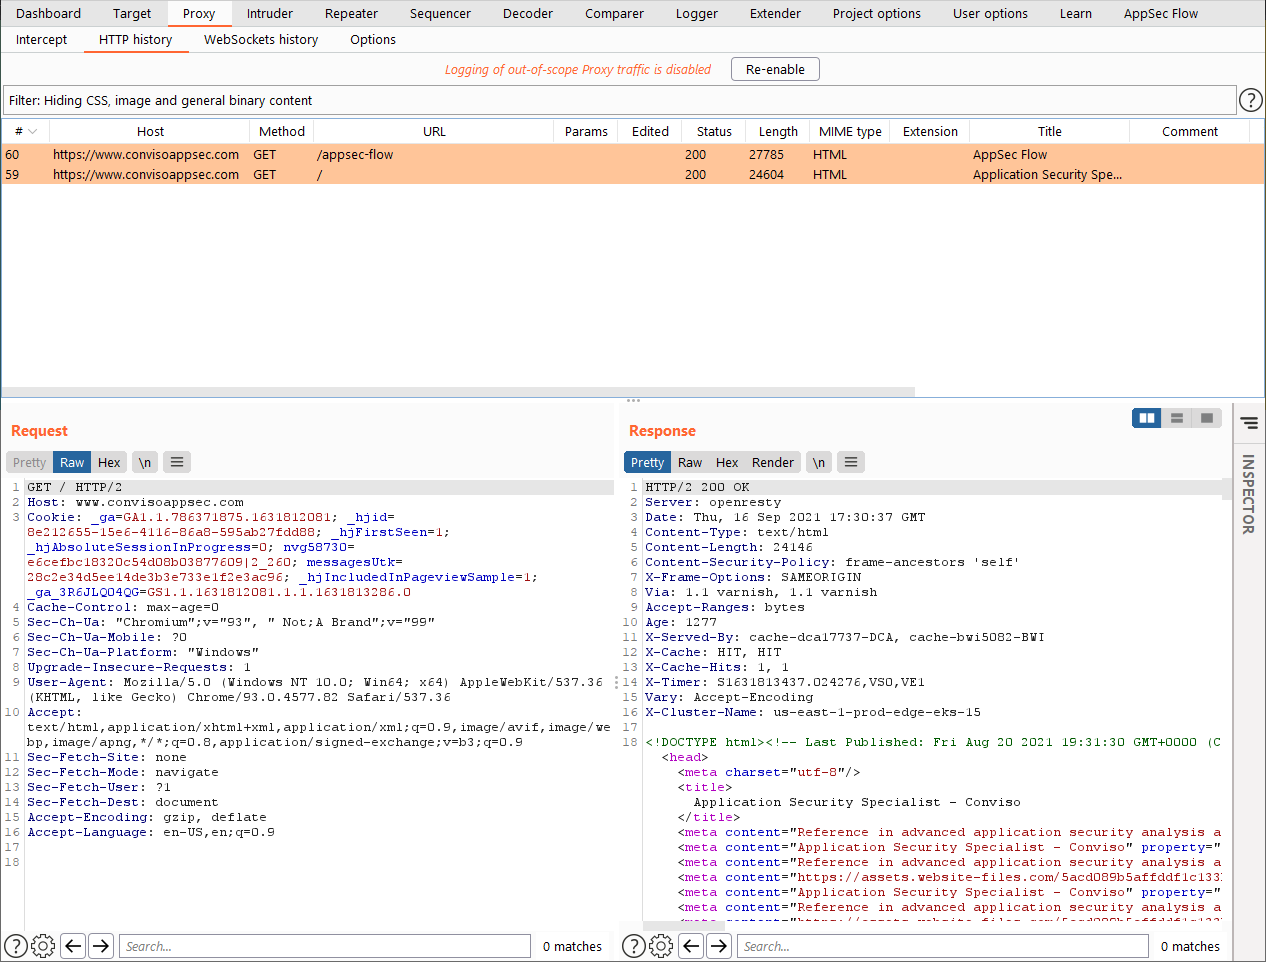 Dashboard Target Proxy Intruder Repeater Sequencer Decoder Comparer Logger Extender Project options User options Learn AppSec Flow
Intercept HTTP history WebSockets history Options
Logging of out-of-scope Proxy traffic is disabled Re-enable
Filter: Hiding CSS, image and general binary content ?
# Host Method URL Params Edited Status Length MIME type Extension Title Comment
60 https://www.convisoappsec.com GET /appsec-flow 200 27785 HTML AppSec Flow
59 https://www.convisoappsec.com GET / 200 24604 HTML Application Security Spe...
Request
Pretty Raw Hex \n
1 GET / HTTP/2
2 Host: www.convisoappsec.com
3 Cookie: _ga=GA1.1.786371875.1631812081; _hjid=
8e212655-15e6-4116-86a8-595ab27fdd88; _hjFirstSeen=1;
_hjAbsoluteSessionInProgress=0; nvg58730=
e6cefbc18320c54d08b03877609|2_260; messagesUtk=
28c2e34d5ee14de3b3e733e1f2e3ac96; _hjIncludedInPageviewSample=1;
_ga_3R6JLQ04QG=GS1.1.1631812081.1.1.1631813286.0
4 Cache-Control: max-age=0
5 Sec-Ch-Ua: "Chromium";v="93", " Not;A Brand";v="99"
6 Sec-Ch-Ua-Mobile: ?0
7 Sec-Ch-Ua-Platform: "Windows"
8 Upgrade-Insecure-Requests: 1
9 User-Agent: Mozilla/5.0 (Windows NT 10.0; Win64; x64) AppleWebKit/537.36
(KHTML, like Gecko) Chrome/93.0.4577.82 Safari/537.36
10 Accept:
text/html,application/xhtml+xml,application/xml;q=0.9,image/avif,image/we
bp,image/apng,*/*;q=0.8,application/signed-exchange;v=b3;q=0.9
11 Sec-Fetch-Site: none
12 Sec-Fetch-Mode: navigate
13 Sec-Fetch-User: ?1
14 Sec-Fetch-Dest: document
15 Accept-Encoding: gzip, deflate
16 Accept-Language: en-US,en;q=0.9
17
18
? Search... 0 matches
Response
Pretty Raw Hex Render \n
1 HTTP/2 200 OK
2 Server: openresty
3 Date: Thu, 16 Sep 2021 17:30:37 GMT
4 Content-Type: text/html
5 Content-Length: 24146
6 Content-Security-Policy: frame-ancestors 'self'
7 X-Frame-Options: SAMEORIGIN
8 Via: 1.1 varnish, 1.1 varnish
9 Accept-Ranges: bytes
10 Age: 1277
11 X-Served-By: cache-dca17737-DCA, cache-bwi5082-BWI
12 X-Cache: HIT, HIT
13 X-Cache-Hits: 1, 1
14 X-Timer: S1631813437.024276,VS0,VE1
15 Vary: Accept-Encoding
16 X-Cluster-Name: us-east-1-prod-edge-eks-15
17
18 <!DOCTYPE html><!-- Last Published: Fri Aug 20 2021 19:31:30 GMT+0000 (C
<head>
<meta charset="utf-8"/>
<title>
Application Security Specialist - Conviso
</title>
<meta content="Reference in advanced application security analysis a
<meta content="Application Security Specialist - Conviso" property="
<meta content="Reference in advanced application security analysis a
<meta content="https://assets.website-files.com/5acd089b5affddf1c133
<meta content="Application Security Specialist - Conviso" property="
<meta content="Reference in advanced application security analysis a
? Search... 0 matches
INSPECTOR